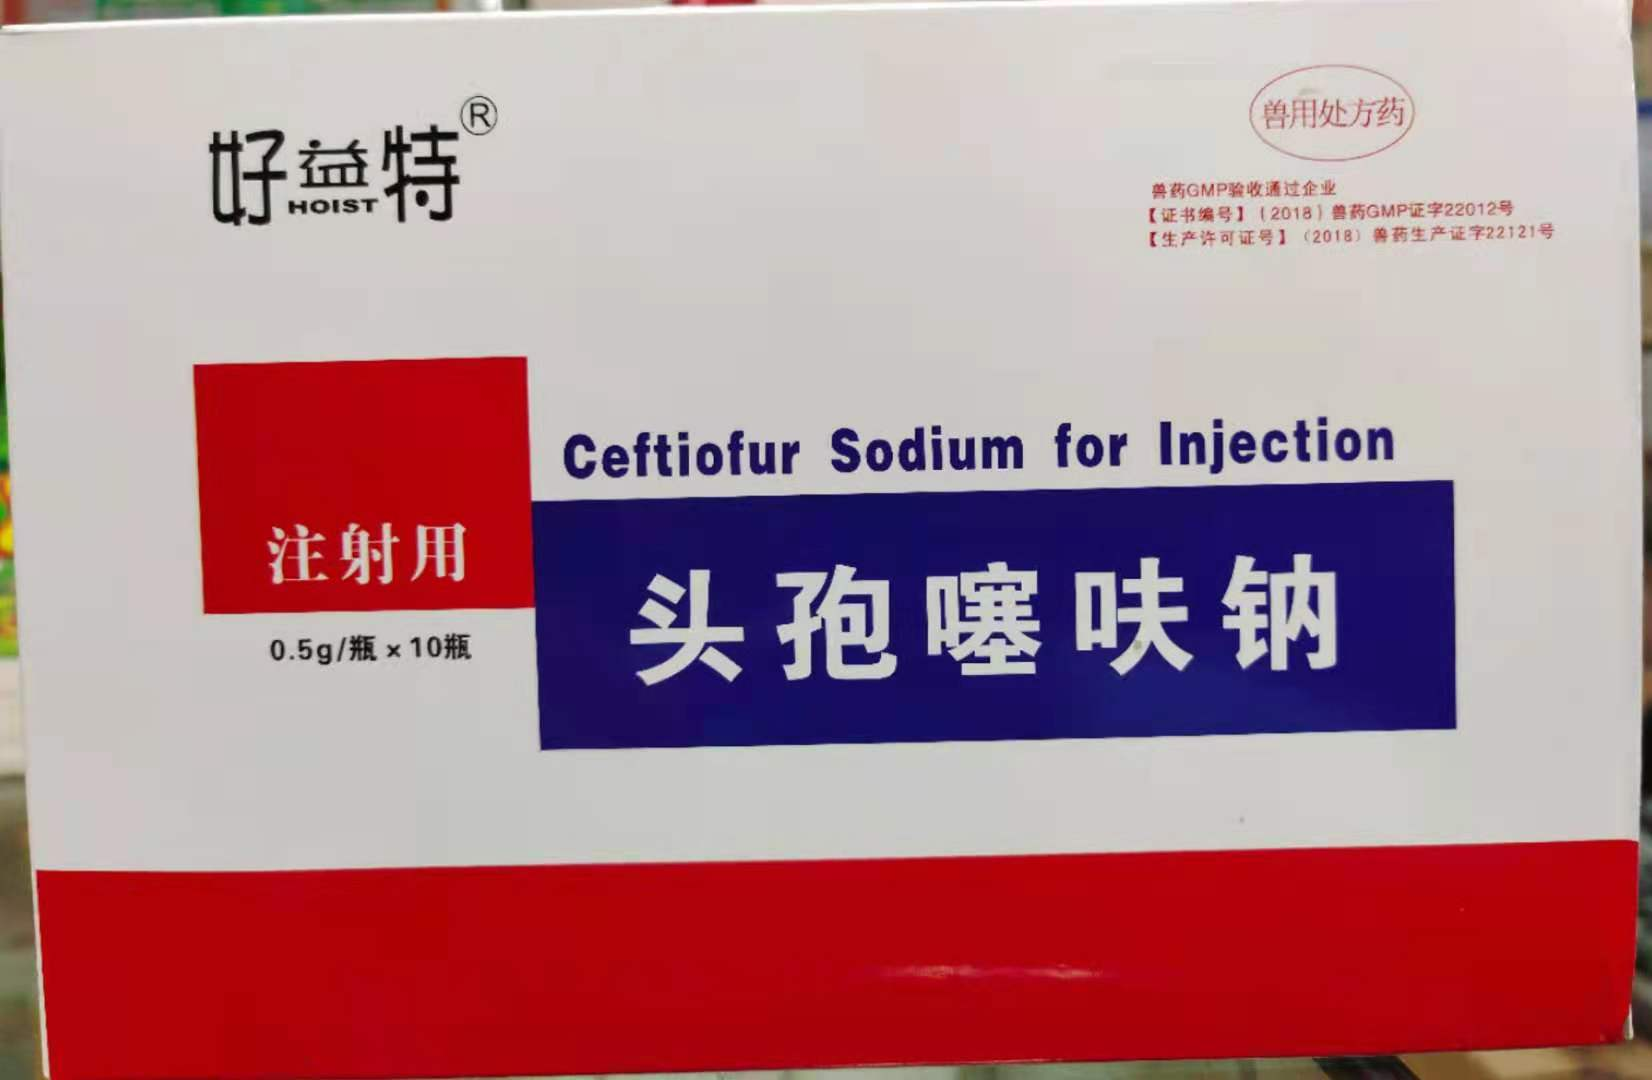 好益特®
HOIST
兽用处方药
兽药GMP验收通过企业
【证书编号】(2018)兽药GMP证字22012号
【生产许可证号】(2018)兽药生产证字22121号
Ceftiofur Sodium for Injection
注射用
头孢噻呋钠
0.5g/瓶×10瓶